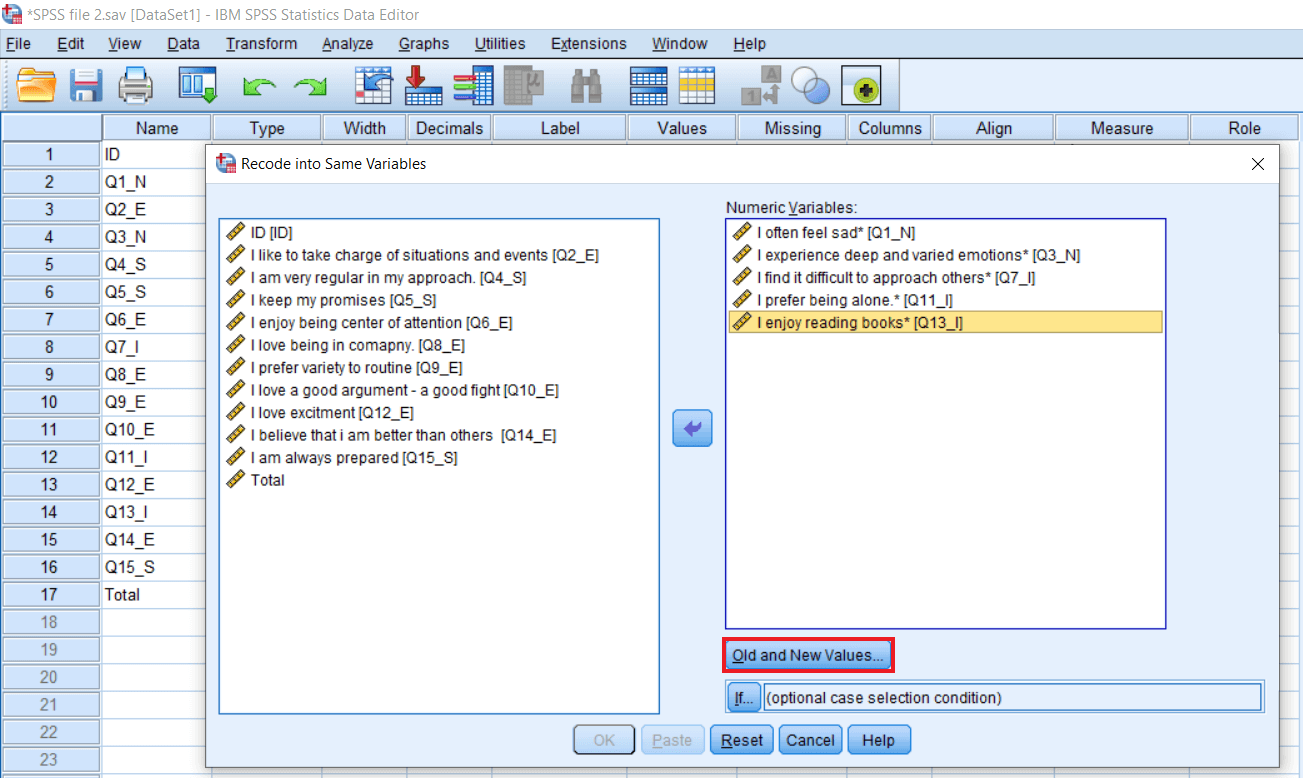 *SPSS file 2.sav [DataSet1] - IBM SPSS Statistics Data Editor
File Edit View Data Transform Analyze Graphs Utilities Extensions Window Help
Name Type Width Decimals Label Values Missing Columns Align Measure Role
1 ID
2 Q1_N
3 Q2_E
4 Q3_N
5 Q4_S
6 Q5_S
7 Q6_E
8 Q7_I
9 Q8_E
10 Q9_E
11 Q10_E
12 Q11_I
13 Q12_E
14 Q13_I
15 Q14_E
16 Q15_S
17 Total
18
19
20
21
22
23
Recode into Same Variables
ID [ID]
I like to take charge of situations and events [Q2_E]
I am very regular in my approach. [Q4_S]
I keep my promises [Q5_S]
I enjoy being center of attention [Q6_E]
I love being in comapny. [Q8_E]
I prefer variety to routine [Q9_E]
I love a good argument - a good fight [Q10_E]
I love excitment [Q12_E]
I believe that i am better than others [Q14_E]
I am always prepared [Q15_S]
Total
Numeric Variables:
I often feel sad* [Q1_N]
I experience deep and varied emotions* [Q3_N]
I find it difficult to approach others* [Q7_I]
I prefer being alone.* [Q11_I]
I enjoy reading books* [Q13_I]
Old and New Values...
If... (optional case selection condition)
OK Paste Reset Cancel Help